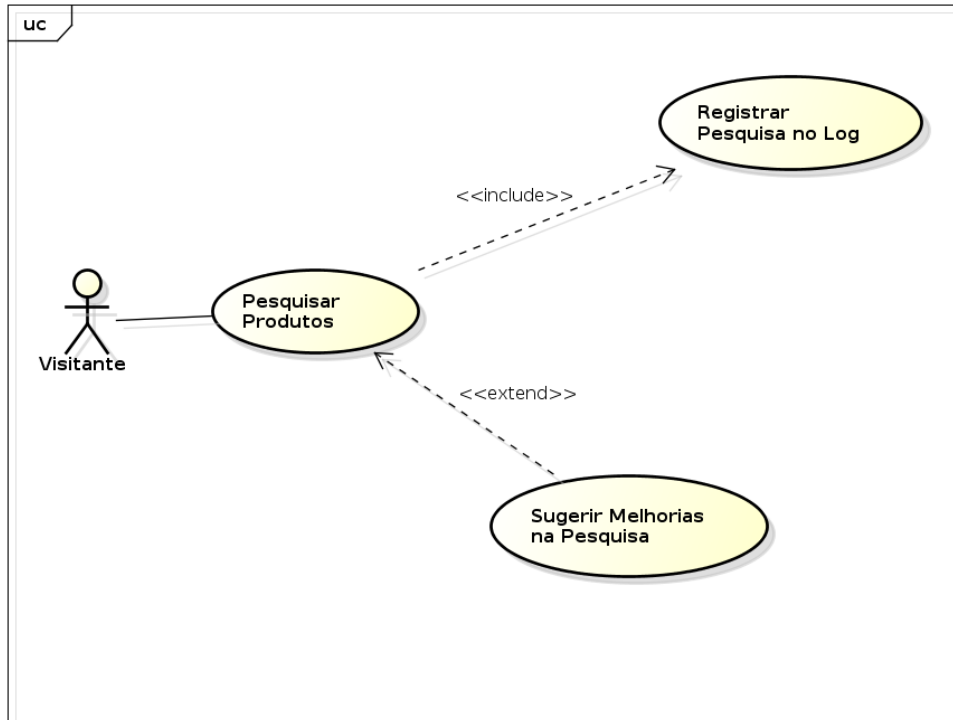 uc
Registrar
Pesquisa no Log
<<include>>
Pesquisar
Produtos
Visitante
<<extend>>
Sugerir Melhorias
na Pesquisa